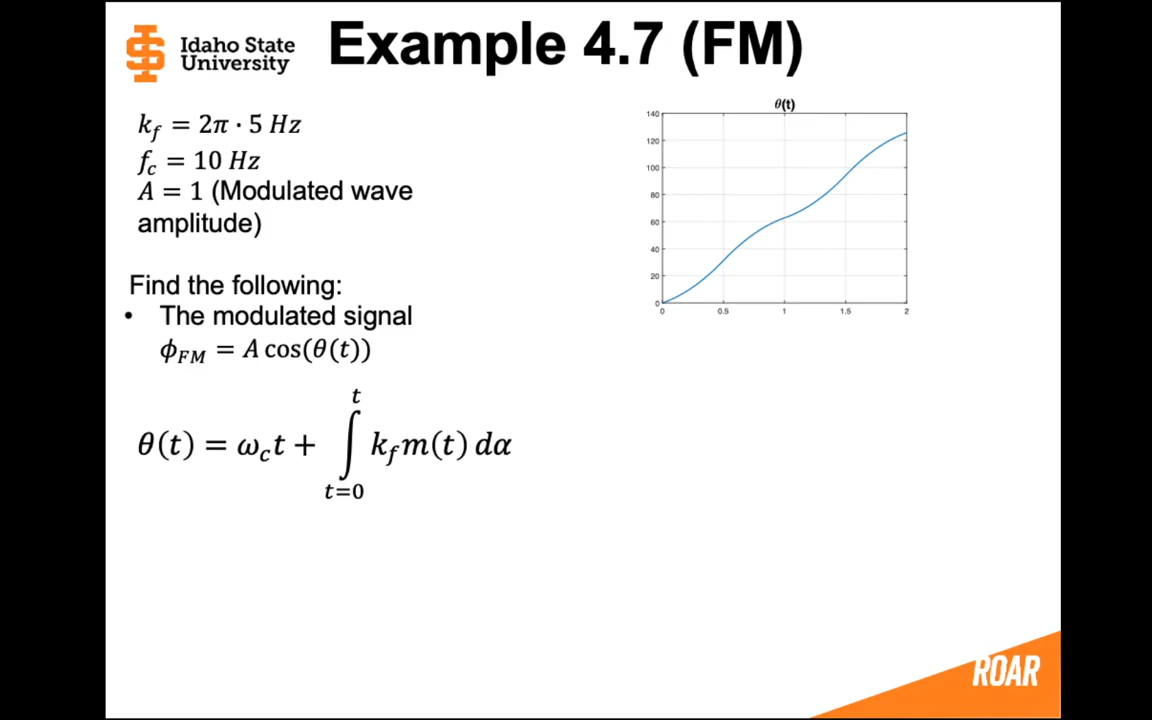 Idaho State
University
Example 4.7 (FM)
k_f = 2π · 5 Hz
f_c = 10 Hz
A = 1 (Modulated wave
amplitude)
Find the following:
• The modulated signal
ϕ_FM = A cos(θ(t))
θ(t) = ω_c t + ∫_{t=0}^{t} k_f m(t) dα
θ(t)
140
120
100
80
60
40
20
0
0 0.5 1 1.5 2
ROAR